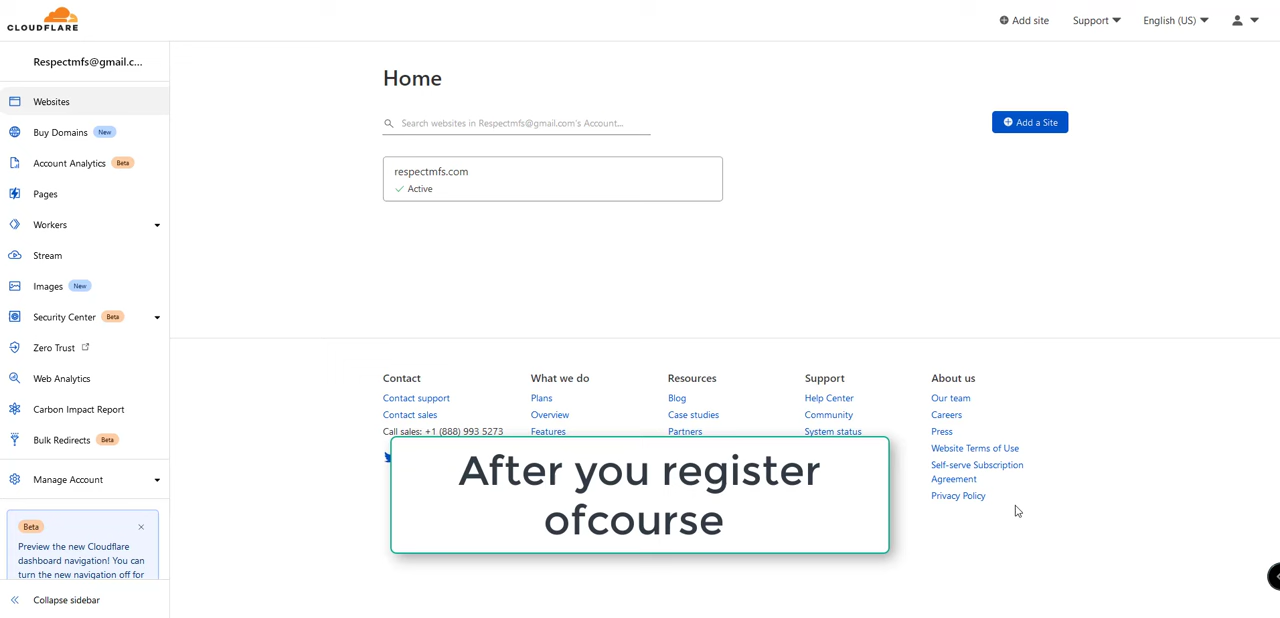 CLOUDFLARE
Add site
Support
English (US)
Respectmfs@gmail.c...
Websites
Buy Domains New
Account Analytics Beta
Pages
Workers
Stream
Images New
Security Center Beta
Zero Trust
Web Analytics
Carbon Impact Report
Bulk Redirects Beta
Manage Account
Beta
Preview the new Cloudflare
dashboard navigation! You can
turn the new navigation off for
Collapse sidebar
Home
Search websites in Respectmfs@gmail.com's Account...
Add a Site
respectmfs.com
Active
Contact
Contact support
Contact sales
Call sales: +1 (888) 993 5273
What we do
Plans
Overview
Features
Resources
Blog
Case studies
Partners
Support
Help Center
Community
System status
About us
Our team
Careers
Press
Website Terms of Use
Self-serve Subscription
Agreement
Privacy Policy
After you register
ofcourse